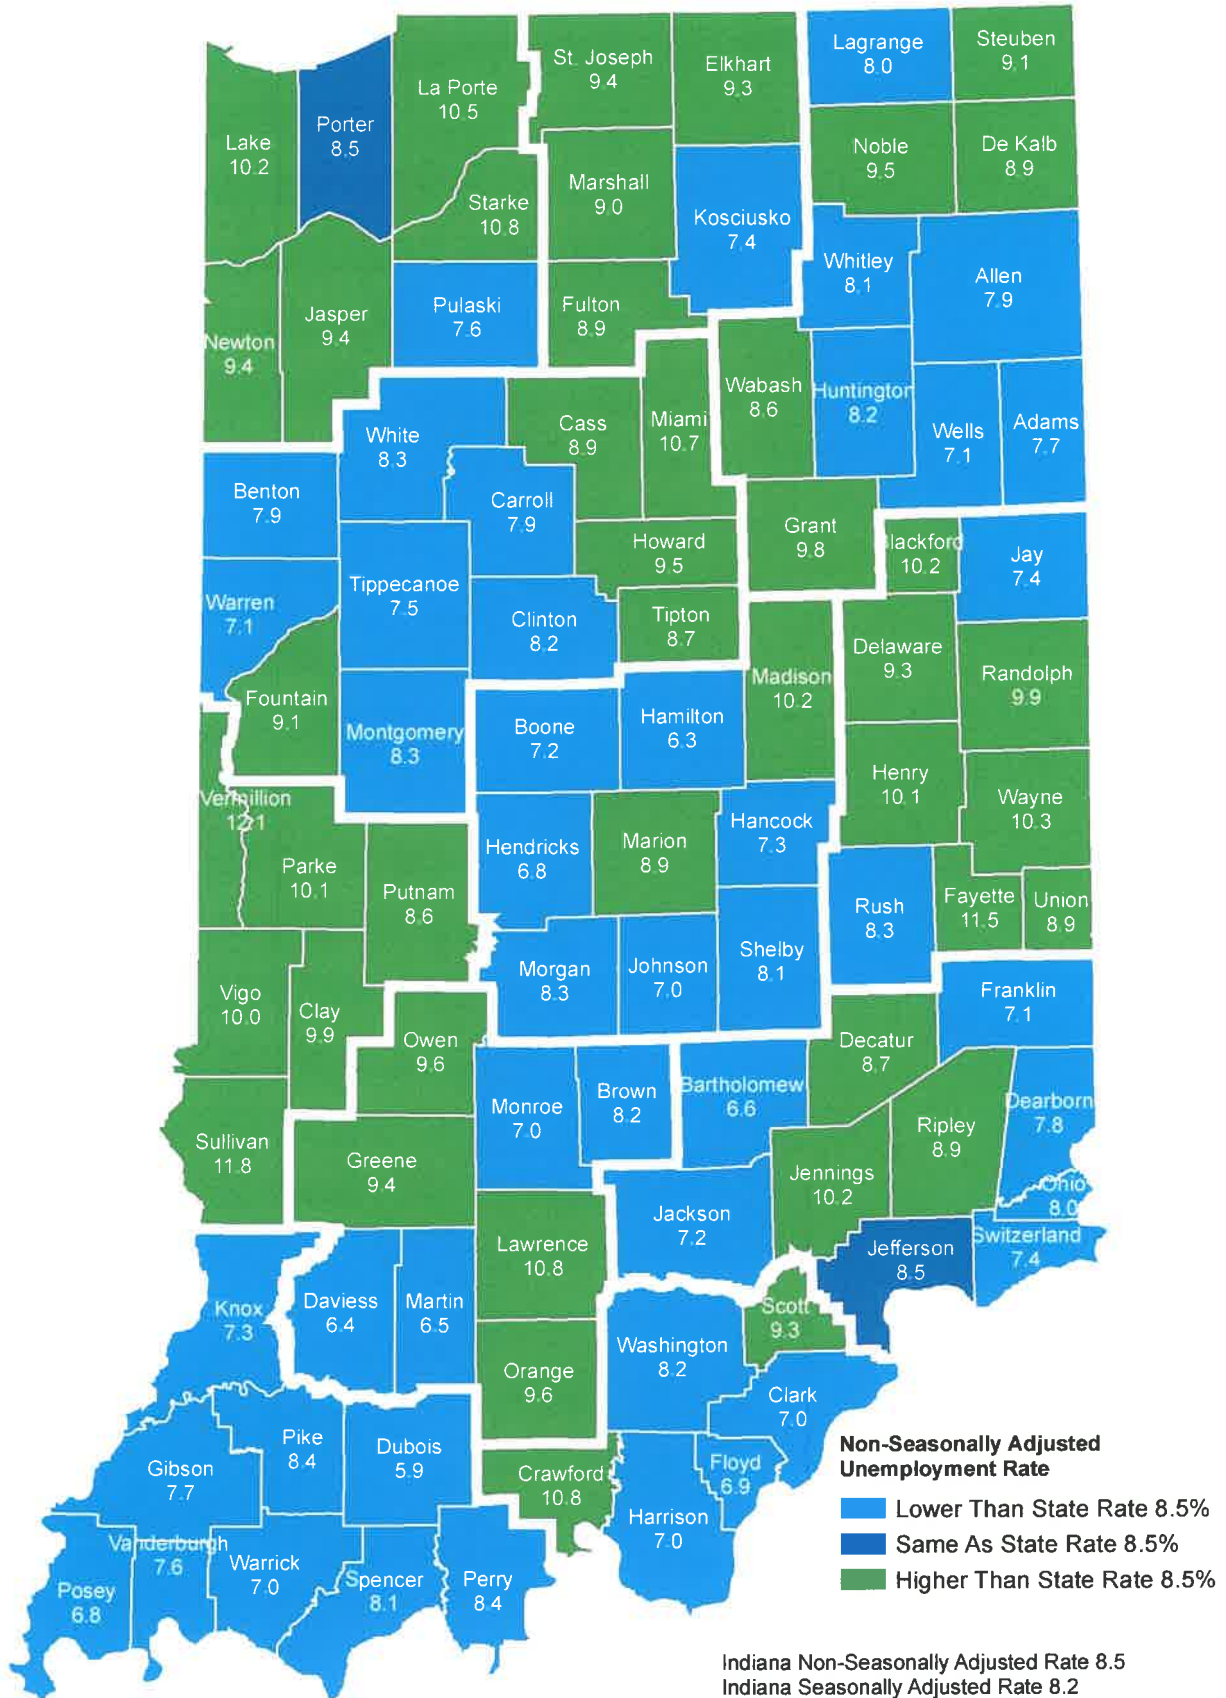 Lagrange
8.0
Steuben
9.1
St. Joseph
9.4
Elkhart
9.3
La Porte
10.5
Porter
8.5
Lake
10.2
Noble
9.5
De Kalb
8.9
Marshall
9.0
Starke
10.8
Kosciusko
7.4
Whitley
8.1
Allen
7.9
Pulaski
7.6
Fulton
8.9
Jasper
9.4
Newton
9.4
Wabash
8.6
Huntington
8.2
Miami
10.7
Cass
8.9
White
8.3
Wells
7.1
Adams
7.7
Benton
7.9
Carroll
7.9
Grant
9.8
Howard
9.5
Blackford
10.2
Jay
7.4
Tippecanoe
7.5
Warren
7.1
Clinton
8.2
Tipton
8.7
Delaware
9.3
Randolph
9.9
Madison
10.2
Fountain
9.1
Montgomery
8.3
Boone
7.2
Hamilton
6.3
Henry
10.1
Wayne
10.3
Vermillion
12.1
Hancock
7.3
Hendricks
6.8
Marion
8.9
Parke
10.1
Putnam
8.6
Rush
8.3
Fayette
11.5
Union
8.9
Shelby
8.1
Morgan
8.3
Johnson
7.0
Franklin
7.1
Vigo
10.0
Clay
9.9
Owen
9.6
Decatur
8.7
Bartholomew
6.6
Brown
8.2
Monroe
7.0
Dearborn
7.8
Ripley
8.9
Sullivan
11.8
Greene
9.4
Jennings
10.2
Ohio
8.0
Jackson
7.2
Switzerland
7.4
Jefferson
8.5
Lawrence
10.8
Knox
7.3
Daviess
6.4
Martin
6.5
Scott
9.3
Washington
8.2
Orange
9.6
Clark
7.0
Pike
8.4
Dubois
5.9
Gibson
7.7
Crawford
10.8
Floyd
6.9
Harrison
7.0
Vanderburgh
7.6
Warrick
7.0
Spencer
8.1
Perry
8.4
Posey
6.8
Non-Seasonally Adjusted
Unemployment Rate
Lower Than State Rate 8.5%
Same As State Rate 8.5%
Higher Than State Rate 8.5%
Indiana Non-Seasonally Adjusted Rate 8.5
Indiana Seasonally Adjusted Rate 8.2